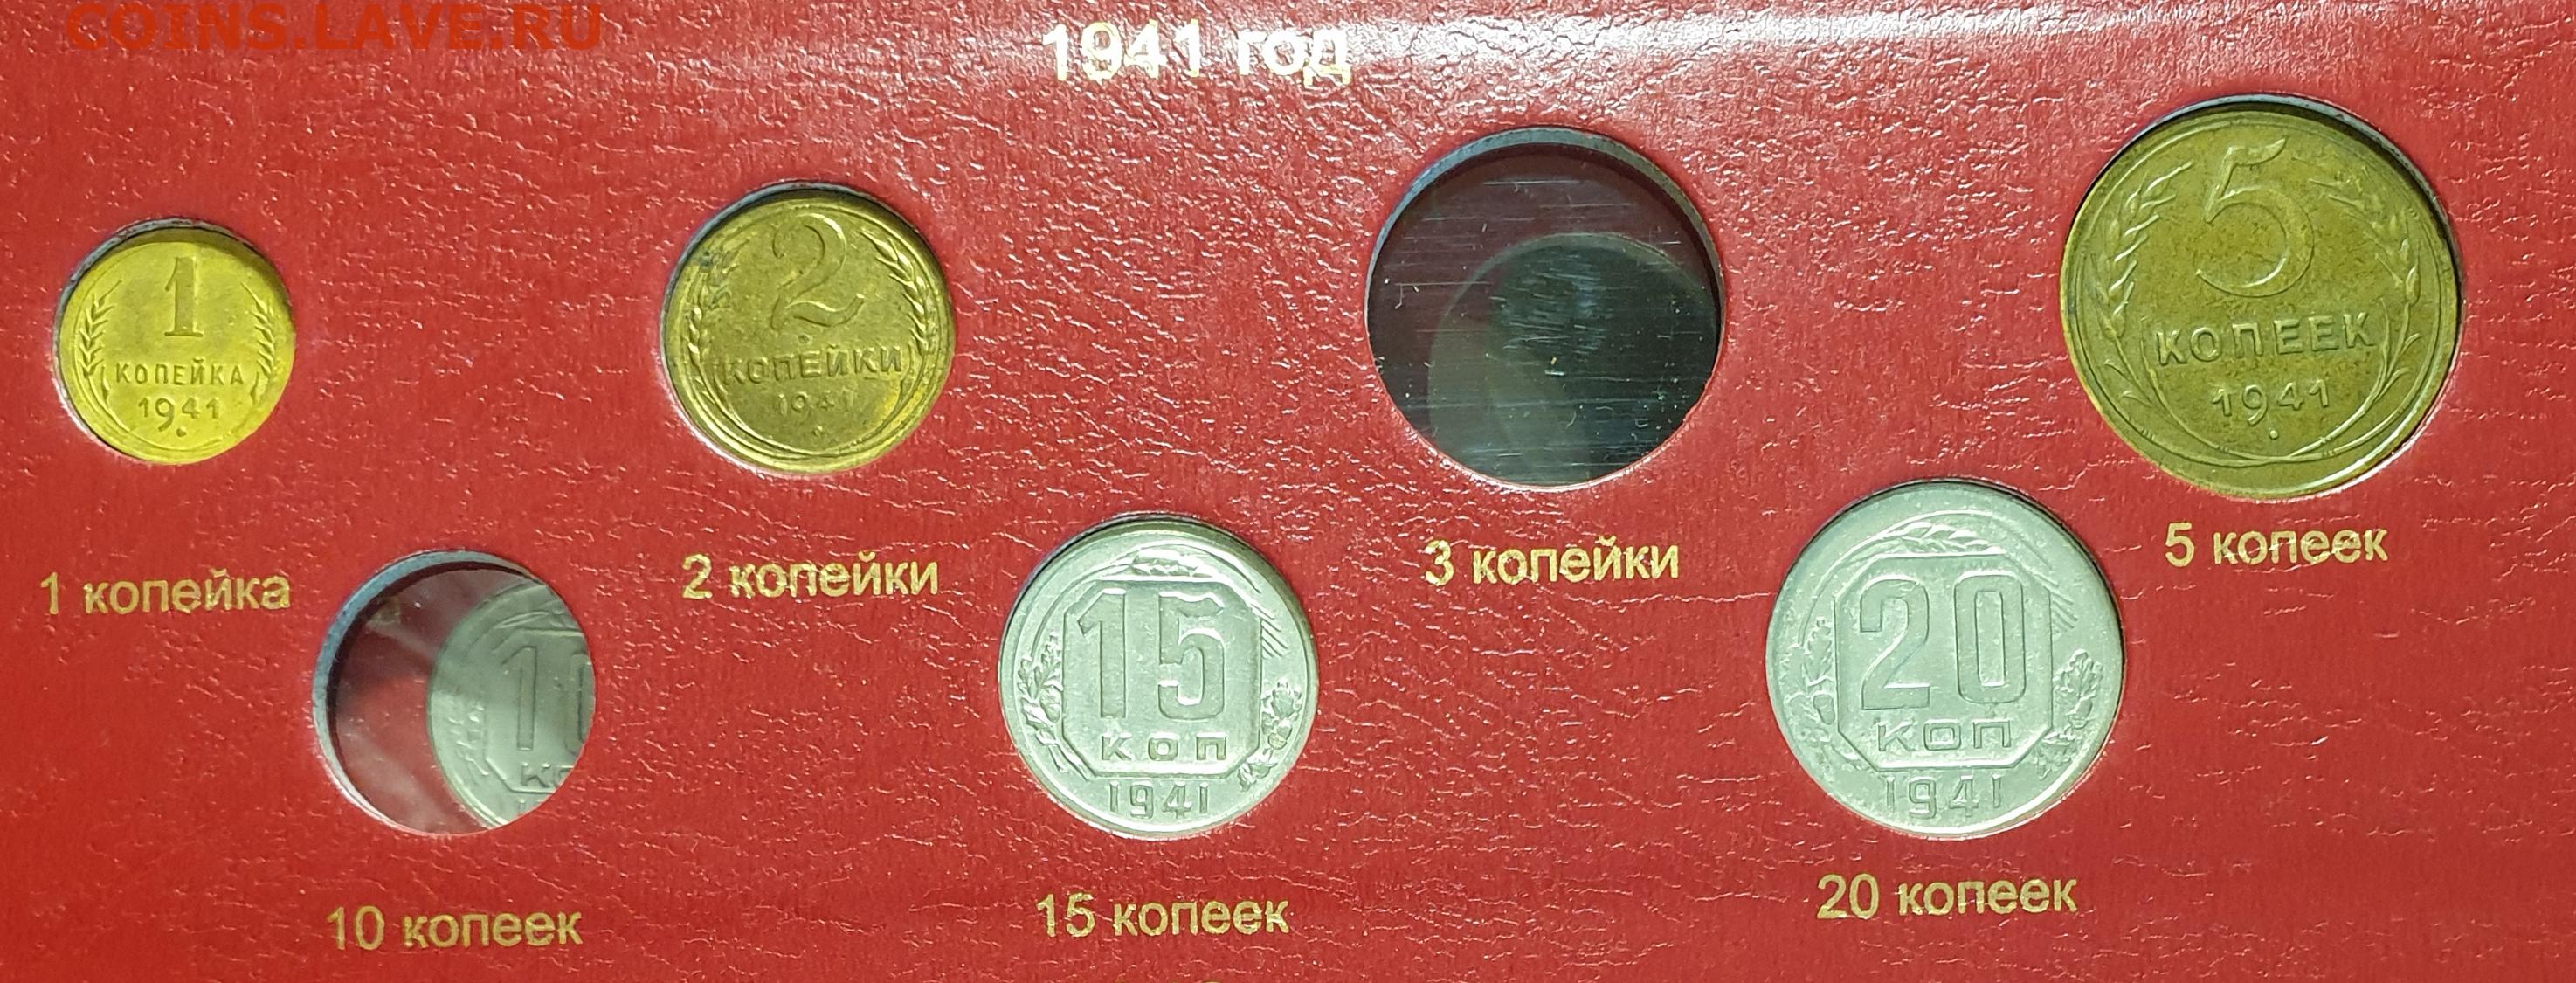 COINS.LAVE.RU
1941 год
1
КОПЕЙКА
1941
2
КОПЕЙКИ
1941
5
КОПЕЕК
1941
1 копейка
2 копейки
3 копейки
5 копеек
10
15
КОП
1941
20
КОП
1941
10 копеек
15 копеек
20 копеек